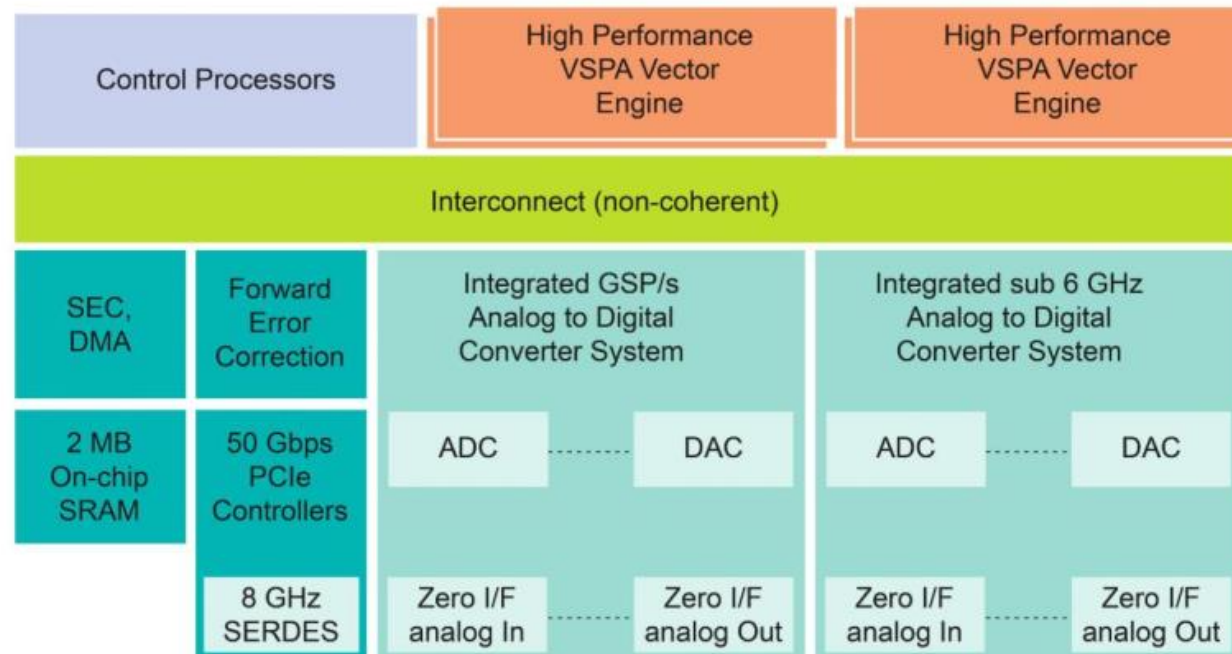 Control Processors
High Performance
VSPA Vector
Engine
High Performance
VSPA Vector
Engine
Interconnect (non-coherent)
SEC,
DMA
Forward
Error
Correction
Integrated GSP/s
Analog to Digital
Converter System
Integrated sub 6 GHz
Analog to Digital
Converter System
2 MB
On-chip
SRAM
50 Gbps
PCIe
Controllers
ADC
DAC
ADC
DAC
8 GHz
SERDES
Zero I/F
analog In
Zero I/F
analog Out
Zero I/F
analog In
Zero I/F
analog Out